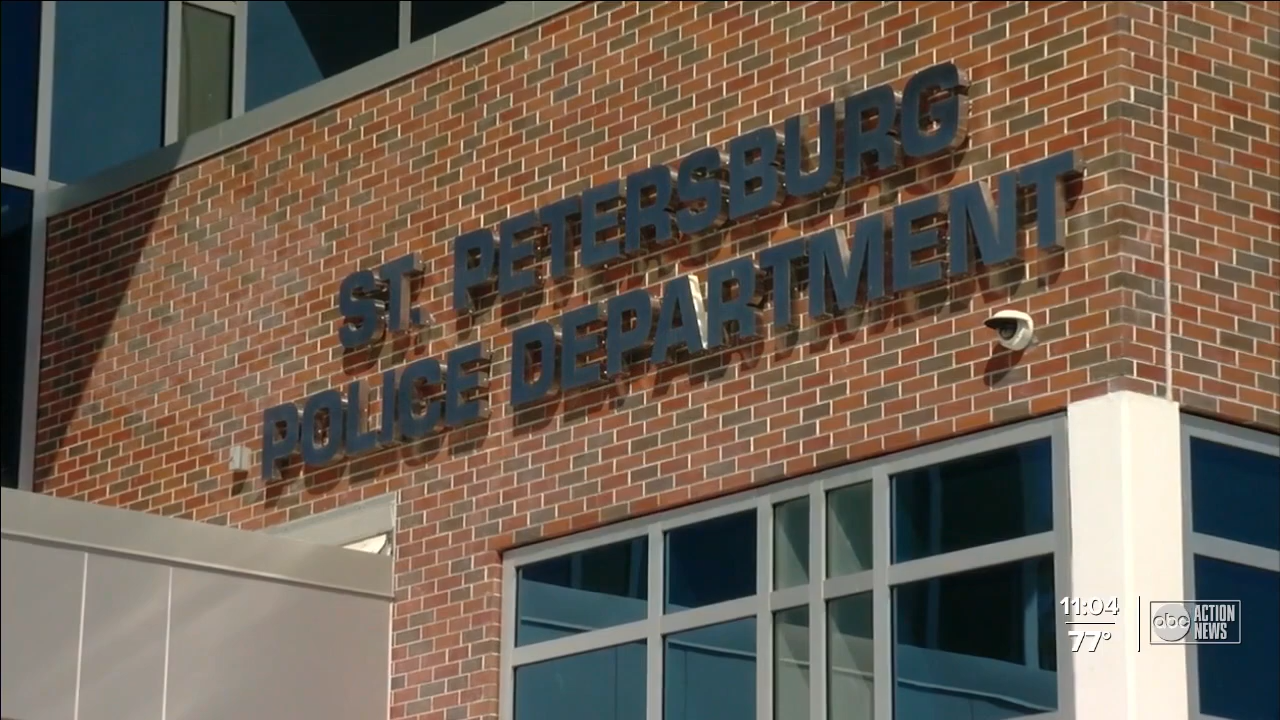 ST. PETERSBURG
POLICE DEPARTMENT
11:04
77°
abc ACTION
NEWS